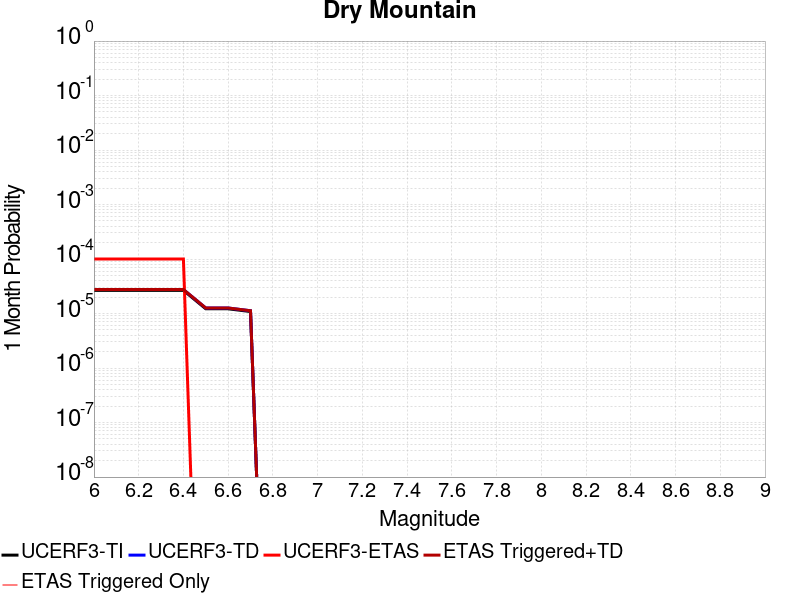 Dry Mountain
10^0
10^-1
10^-2
10^-3
10^-4
10^-5
10^-6
10^-7
10^-8
1 Month Probability
6 6.2 6.4 6.6 6.8 7 7.2 7.4 7.6 7.8 8 8.2 8.4 8.6 8.8 9
Magnitude
UCERF3-TI UCERF3-TD UCERF3-ETAS ETAS Triggered+TD
ETAS Triggered Only